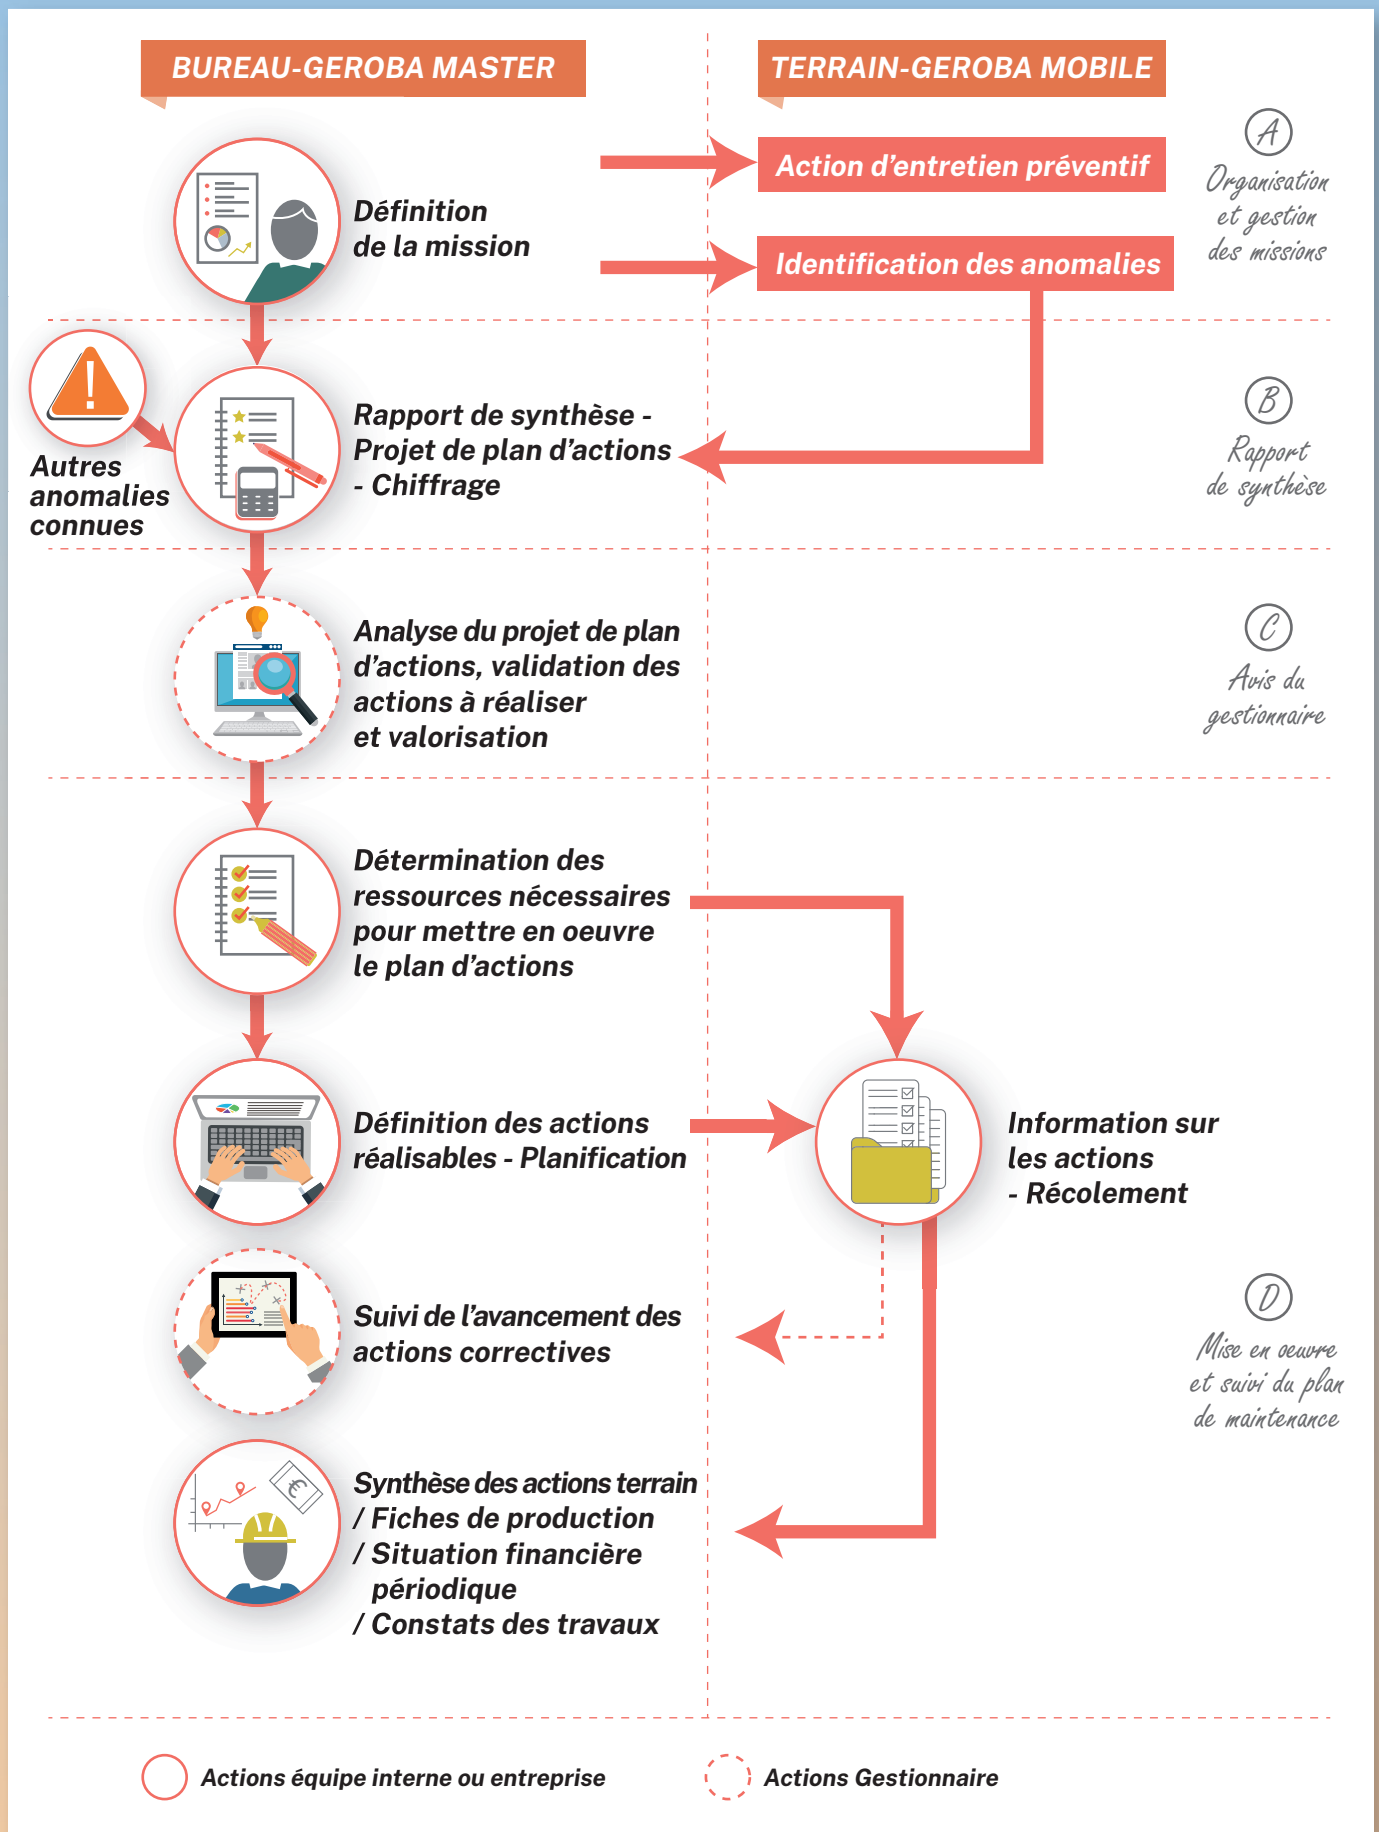 BUREAU-GEROBA MASTER
TERRAIN-GEROBA MOBILE
Définition
de la mission
Action d'entretien préventif
Identification des anomalies
A
Organisation
et gestion
des missions
Autres
anomalies
connues
Rapport de synthèse -
Projet de plan d'actions
- Chiffrage
B
Rapport
de synthèse
Analyse du projet de plan
d'actions, validation des
actions à réaliser
et valorisation
C
Avis du
gestionnaire
Détermination des
ressources nécessaires
pour mettre en oeuvre
le plan d'actions
Définition des actions
réalisables - Planification
Information sur
les actions
- Récolement
Suivi de l'avancement des
actions correctives
D
Mise en oeuvre
et suivi du plan
de maintenance
Synthèse des actions terrain
/ Fiches de production
/ Situation financière
périodique
/ Constats des travaux
Actions équipe interne ou entreprise
Actions Gestionnaire